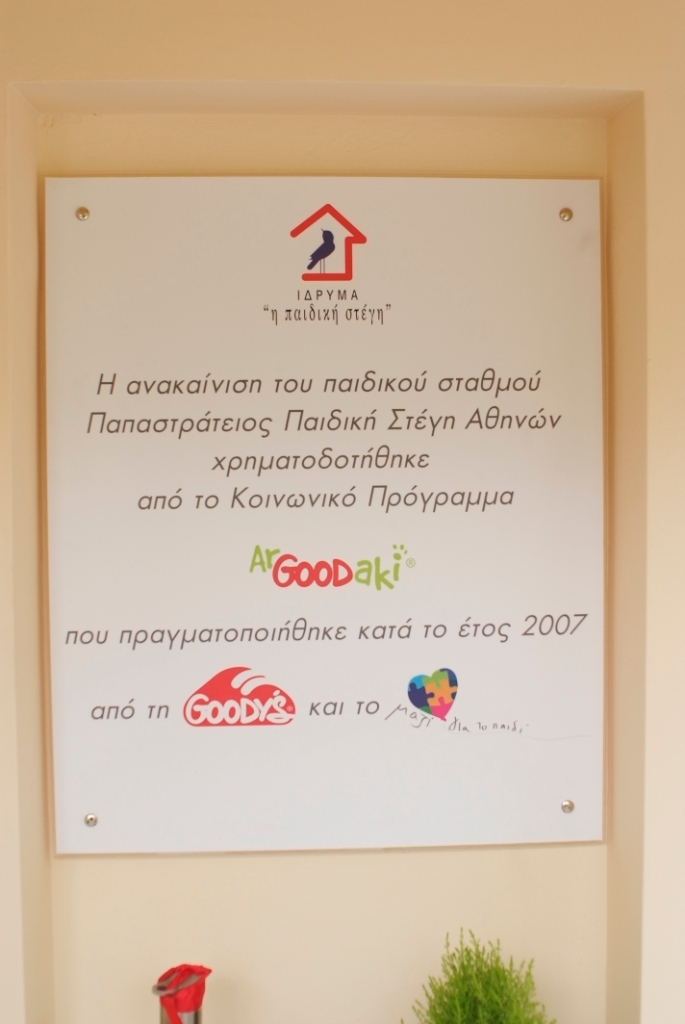 ΙΔΡΥΜΑ
"η παιδική στέγη"
Η ανακαίνιση του παιδικού σταθμού
Παπαστράτειος Παιδική Στέγη Αθηνών
χρηματοδοτήθηκε
από το Κοινωνικό Πρόγραμμα
ArGOODaki®
που πραγματοποιήθηκε κατά το έτος 2007
από τη GOODY'S® και το μαζί για το παιδί